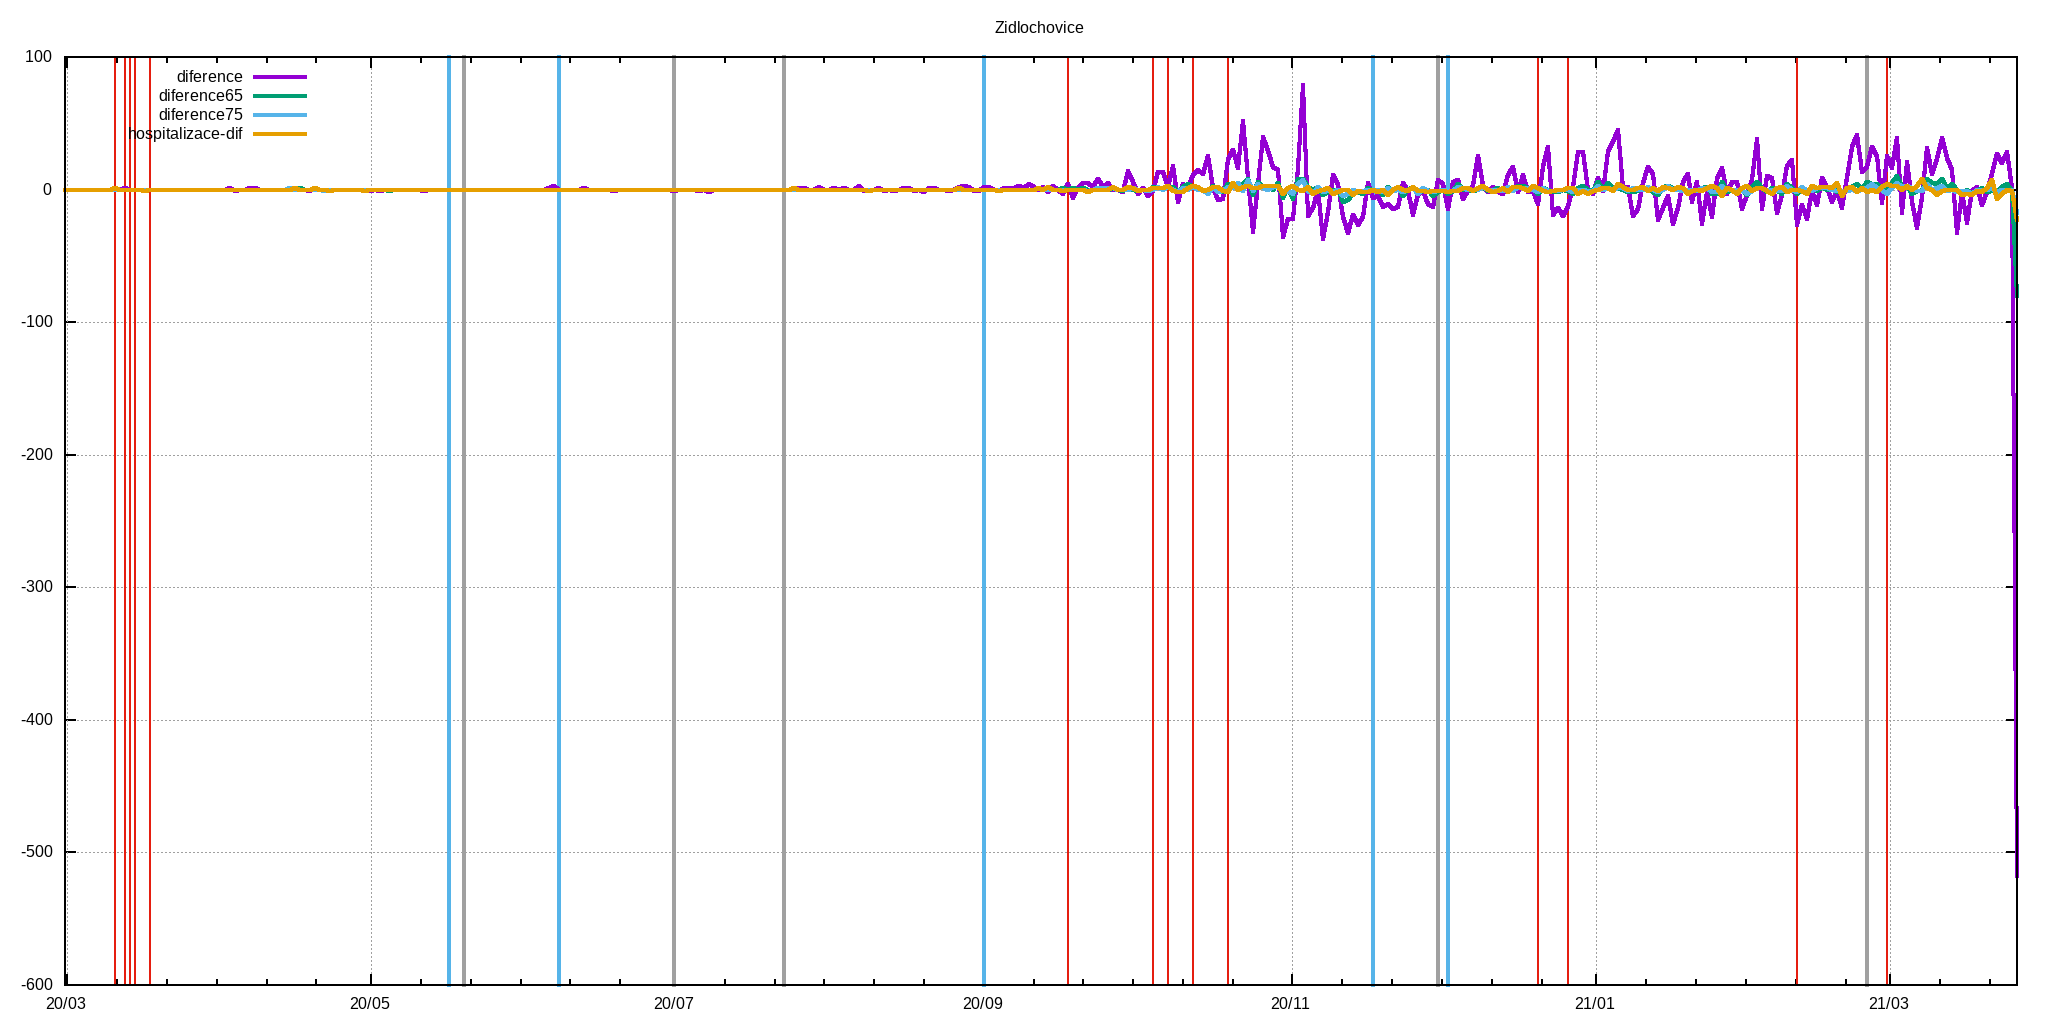 Zidlochovice
100
diference
diference65
diference75
hospitalizace-dif
0
-100
-200
-300
-400
-500
-600
20/03 20/05 20/07 20/09 20/11 21/01 21/03